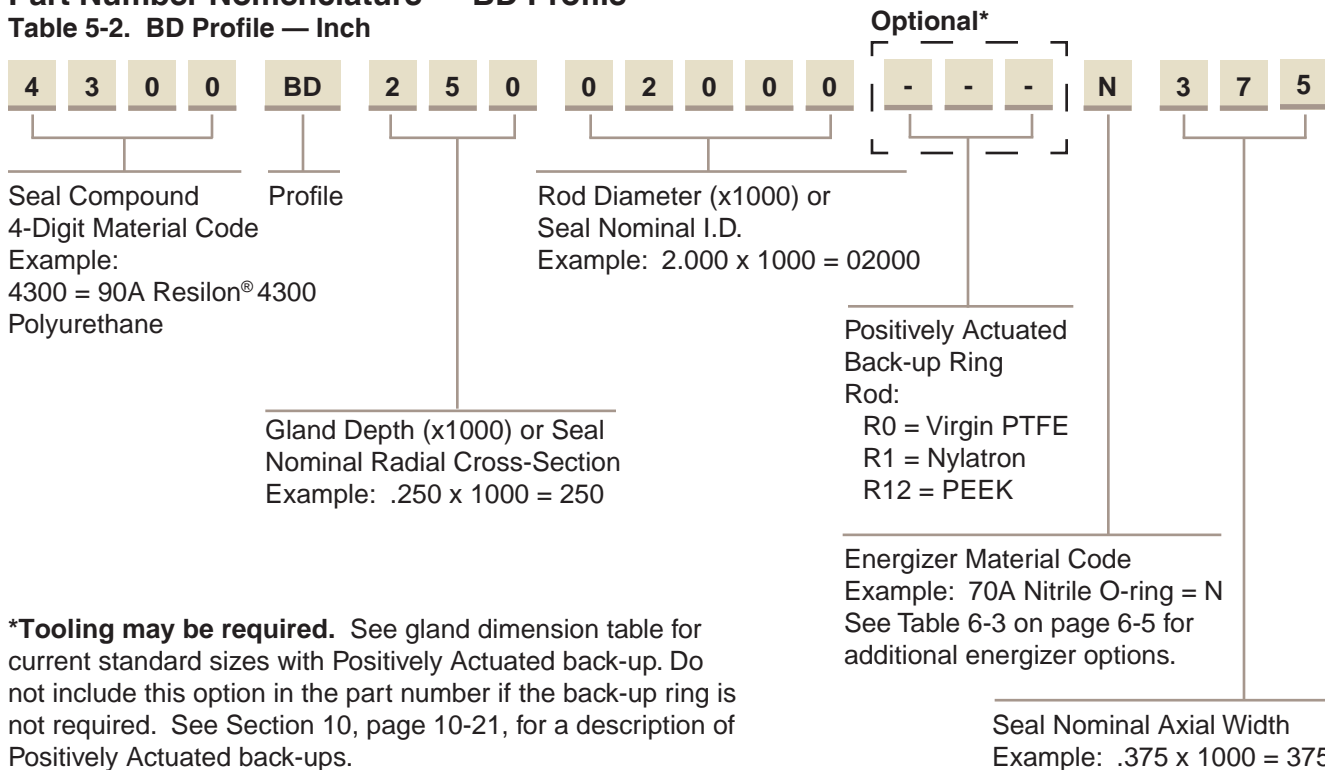 Part Number Nomenclature — BD Profile
Table 5-2. BD Profile — Inch
Optional*
4 3 0 0 BD 2 5 0 0 2 0 0 0 - - - N 3 7 5
Seal Compound
4-Digit Material Code
Example:
4300 = 90A Resilon® 4300
Polyurethane
Profile
Gland Depth (x1000) or Seal
Nominal Radial Cross-Section
Example: .250 x 1000 = 250
Rod Diameter (x1000) or
Seal Nominal I.D.
Example: 2.000 x 1000 = 02000
Positively Actuated
Back-up Ring
Rod:
R0 = Virgin PTFE
R1 = Nylatron
R12 = PEEK
Energizer Material Code
Example: 70A Nitrile O-ring = N
See Table 6-3 on page 6-5 for
additional energizer options.
Seal Nominal Axial Width
Example: .375 x 1000 = 375
*Tooling may be required. See gland dimension table for
current standard sizes with Positively Actuated back-up. Do
not include this option in the part number if the back-up ring is
not required. See Section 10, page 10-21, for a description of
Positively Actuated back-ups.